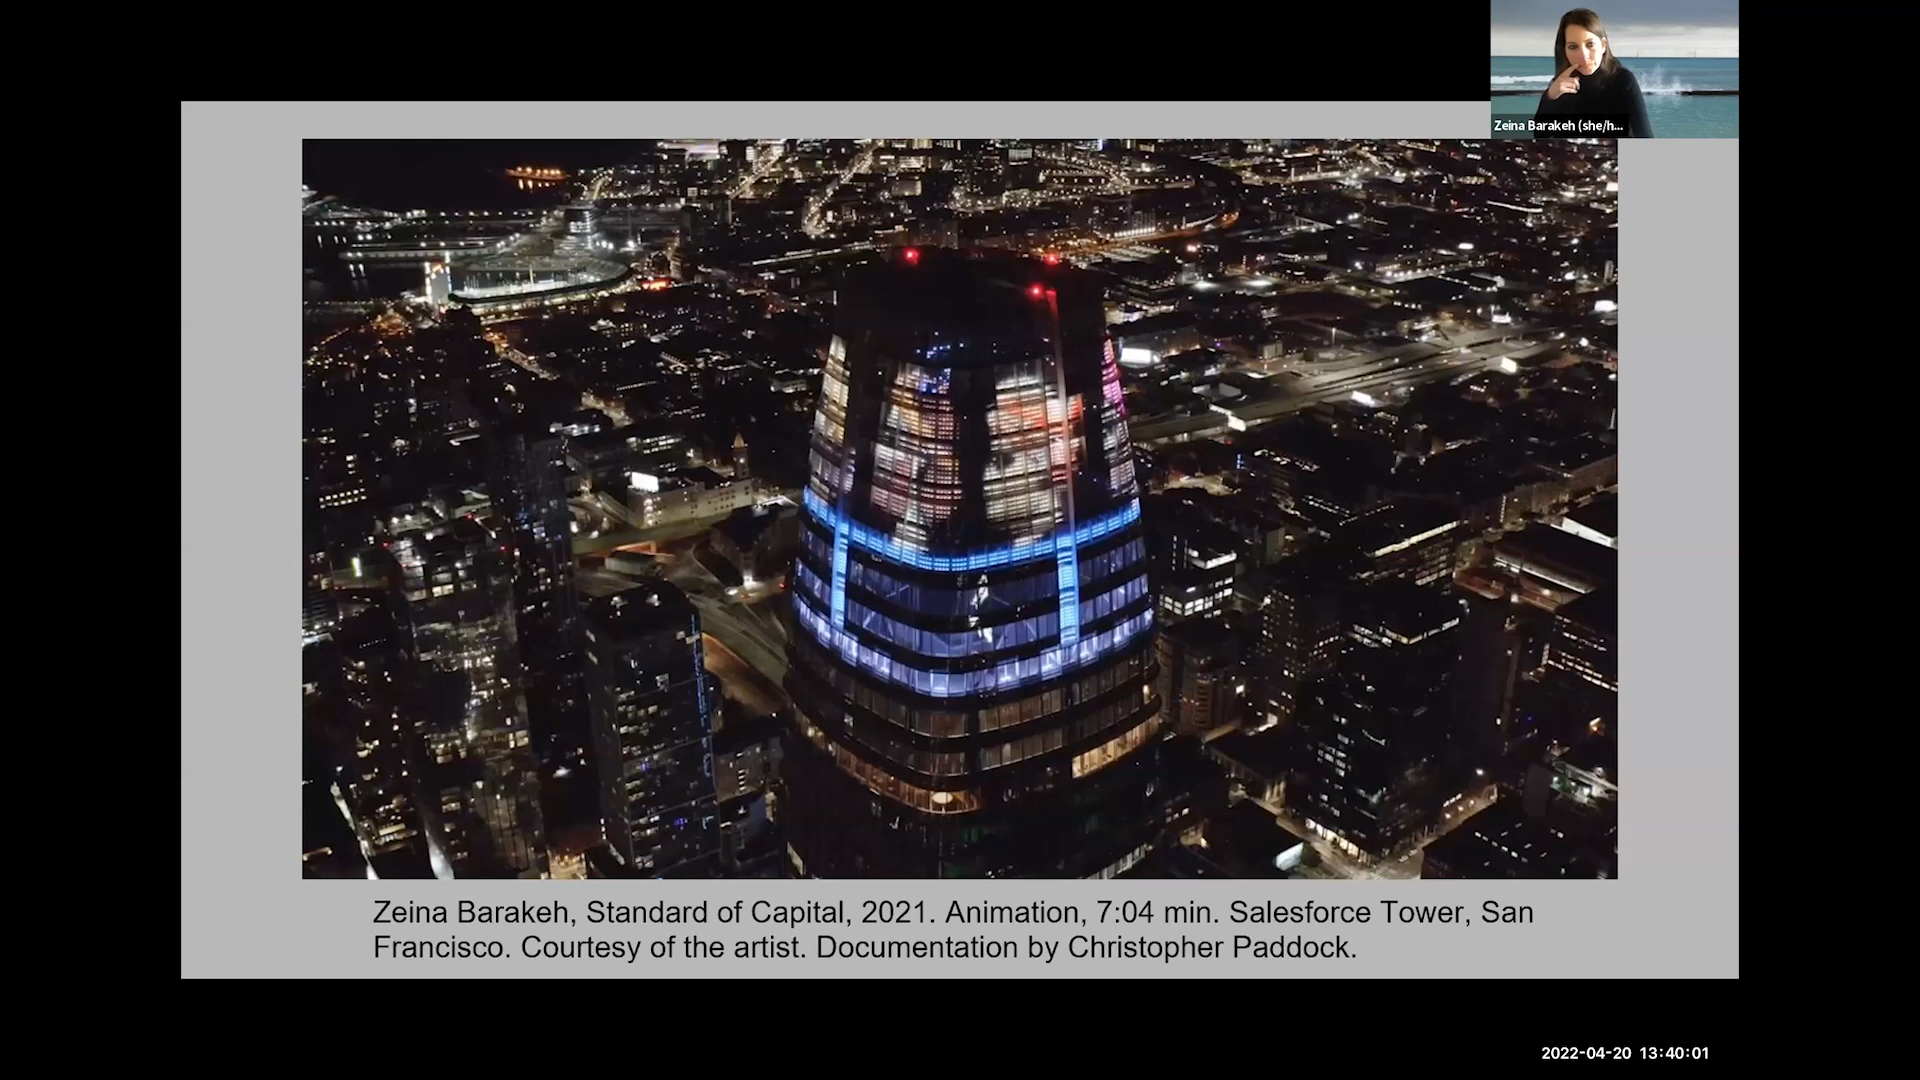 Zeina Barakeh (she/h...
Zeina Barakeh, Standard of Capital, 2021. Animation, 7:04 min. Salesforce Tower, San
Francisco. Courtesy of the artist. Documentation by Christopher Paddock.
2022-04-20 13:40:01